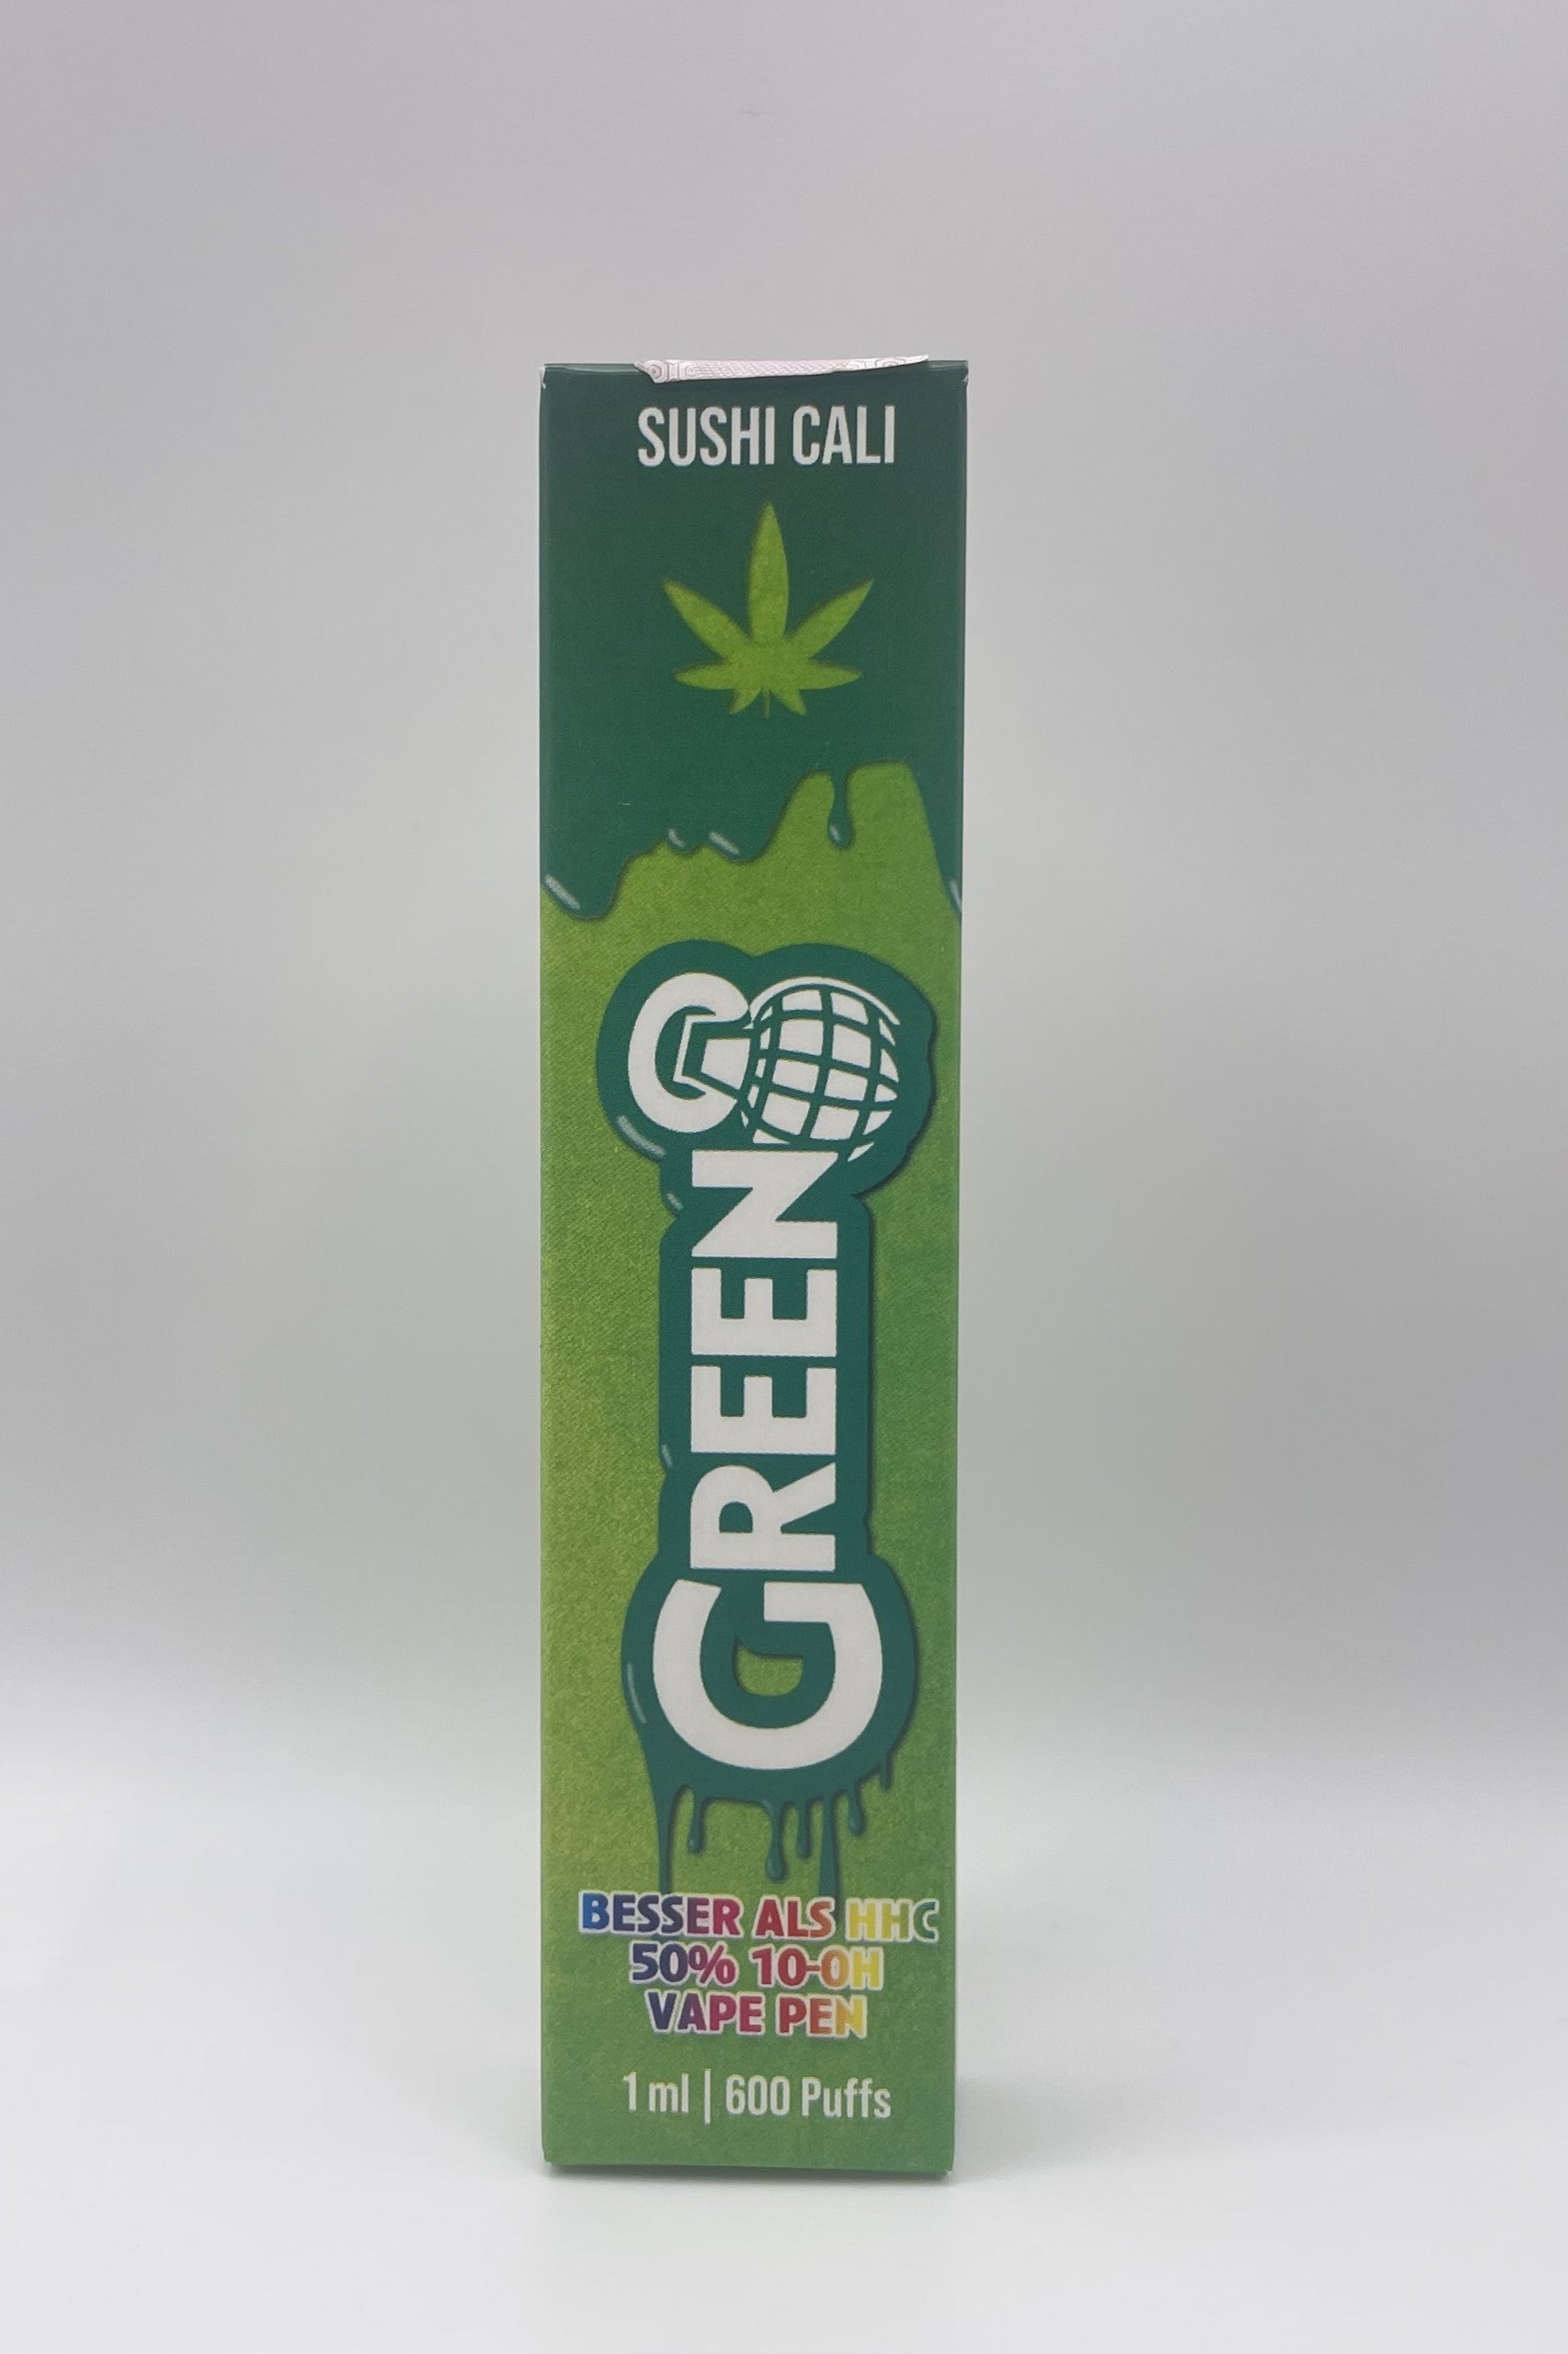 SUSHI CALI
GREEN
BESSER ALS HHC
50% 10-OH
VAPE PEN
1 ml | 600 Puffs